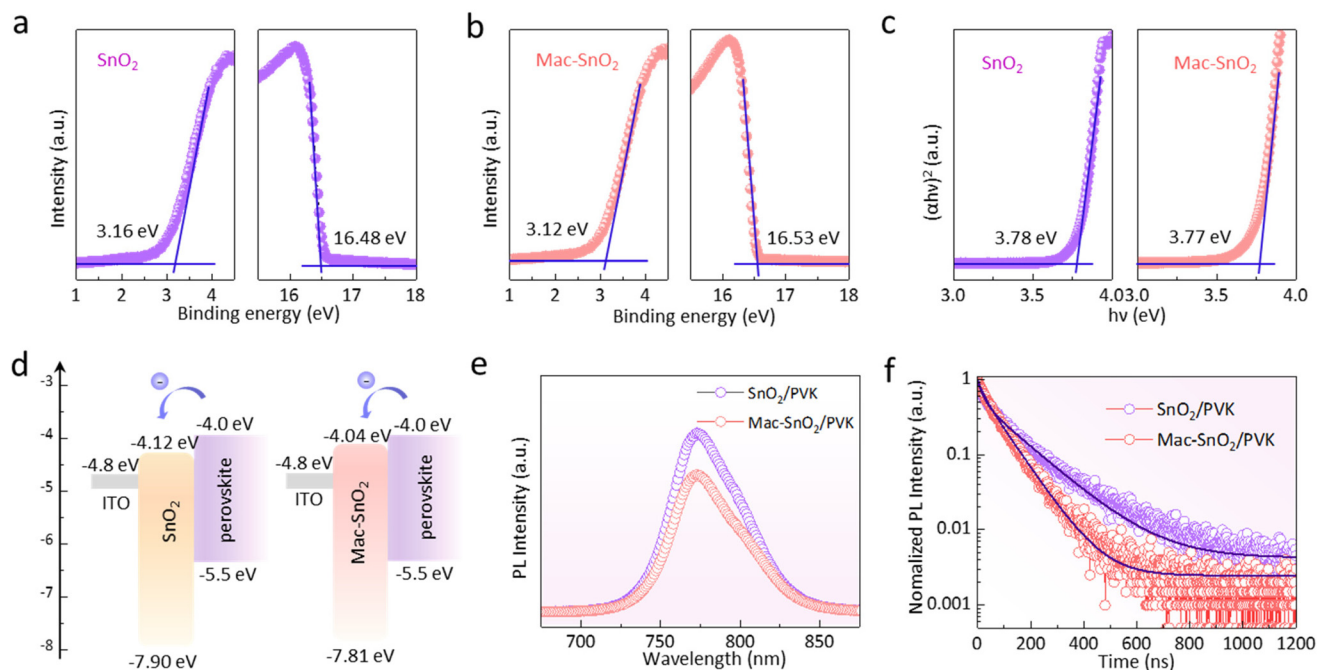 a
SnO₂
Intensity (a.u.)
3.16 eV
16.48 eV
1 2 3 4 16 17 18
Binding energy (eV)
b
Mac-SnO₂
Intensity (a.u.)
3.12 eV
16.53 eV
1 2 3 4 16 17 18
Binding energy (eV)
c
SnO₂
Mac-SnO₂
(αhν)² (a.u.)
3.78 eV
3.77 eV
3.0 3.5 4.0
3.0 3.5 4.0
hν (eV)
d
-3
-4
-5
-6
-7
-8
-
-4.8 eV
ITO
-4.12 eV
SnO₂
-7.90 eV
-4.0 eV
perovskite
-5.5 eV
-
-4.8 eV
ITO
-4.04 eV
Mac-SnO₂
-7.81 eV
-4.0 eV
perovskite
-5.5 eV
e
SnO₂/PVK
Mac-SnO₂/PVK
PL Intensity (a.u.)
700 750 800 850
Wavelength (nm)
f
SnO₂/PVK
Mac-SnO₂/PVK
Nomalized PL Intensity (a.u.)
1
0.1
0.01
0.001
0 200 400 600 800 1000 1200
Time (ns)